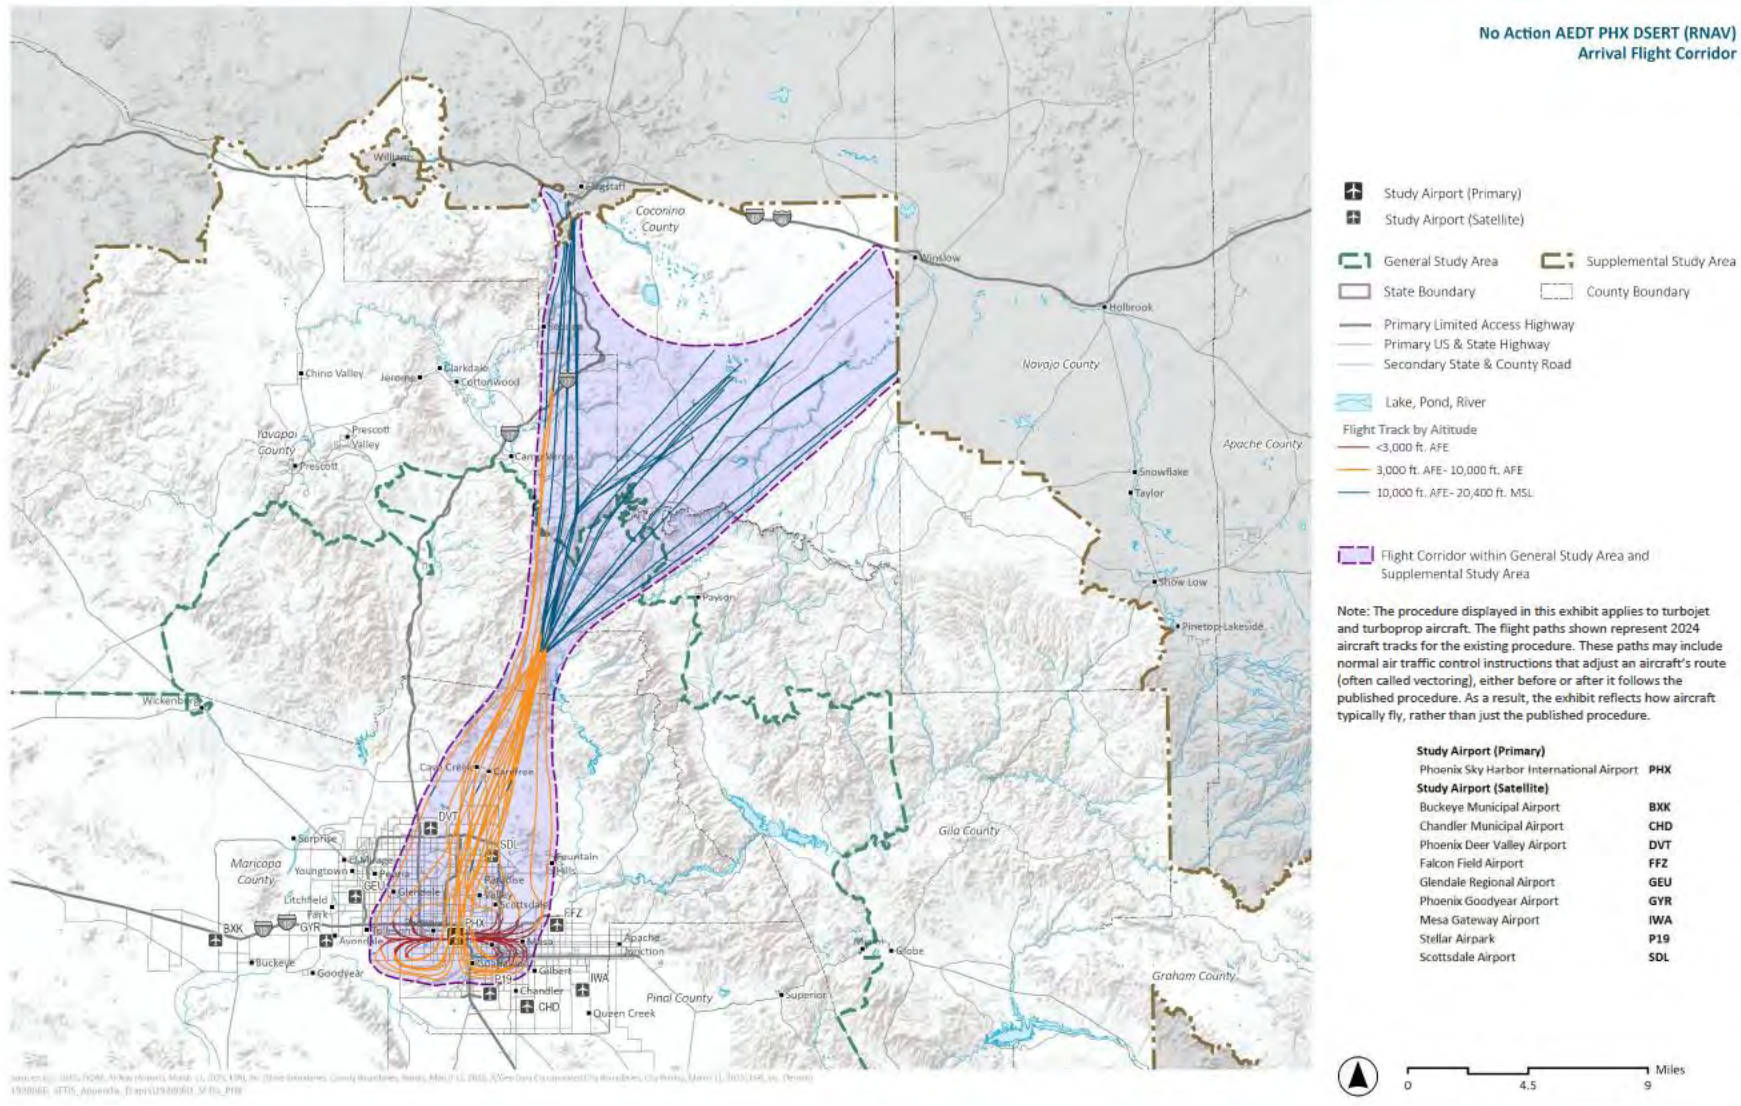 No Action AEDT PHX DSERT (RNAV)
Arrival Flight Corridor
Williams
Flagstaff
Coconino
County
Winslow
Holbrook
Sedona
Navajo County
Chino Valley
Jerome
Clarkdale
Cottonwood
Apache County
Yavapai
County
Prescott
Valley
Prescott
Camp Verde
Snowflake
Taylor
Show Low
Payson
Pinetop-Lakeside
Wickenburg
Cave Creek
Carefree
DVT
Gila County
Surprise
SDL
Maricopa
County
El Mirage
Fountain
Hills
Youngtown
Peoria
GEU
Glendale
Paradise
Valley
Litchfield
Park
Scottsdale
BXK
GYR
PHX
FFZ
Avondale
Mesa
Apache
Junction
Miami
Globe
Buckeye
Goodyear
Guadalupe
Gilbert
IWA
P19
Chandler
CHD
Pinal County
Superior
Graham County
Queen Creek
Study Airport (Primary)
Study Airport (Satellite)
General Study Area
Supplemental Study Area
State Boundary
County Boundary
Primary Limited Access Highway
Primary US & State Highway
Secondary State & County Road
Lake, Pond, River
Flight Track by Altitude
<3,000 ft. AFE
3,000 ft. AFE- 10,000 ft. AFE
10,000 ft. AFE- 20,400 ft. MSL
Flight Corridor within General Study Area and
Supplemental Study Area
Note: The procedure displayed in this exhibit applies to turbojet
and turboprop aircraft. The flight paths shown represent 2024
aircraft tracks for the existing procedure. These paths may include
normal air traffic control instructions that adjust an aircraft's route
(often called vectoring), either before or after it follows the
published procedure. As a result, the exhibit reflects how aircraft
typically fly, rather than just the published procedure.
Study Airport (Primary)
Phoenix Sky Harbor International Airport PHX
Study Airport (Satellite)
Buckeye Municipal Airport BXK
Chandler Municipal Airport CHD
Phoenix Deer Valley Airport DVT
Falcon Field Airport FFZ
Glendale Regional Airport GEU
Phoenix Goodyear Airport GYR
Mesa Gateway Airport IWA
Stellar Airpark P19
Scottsdale Airport SDL
Miles
0 4.5 9